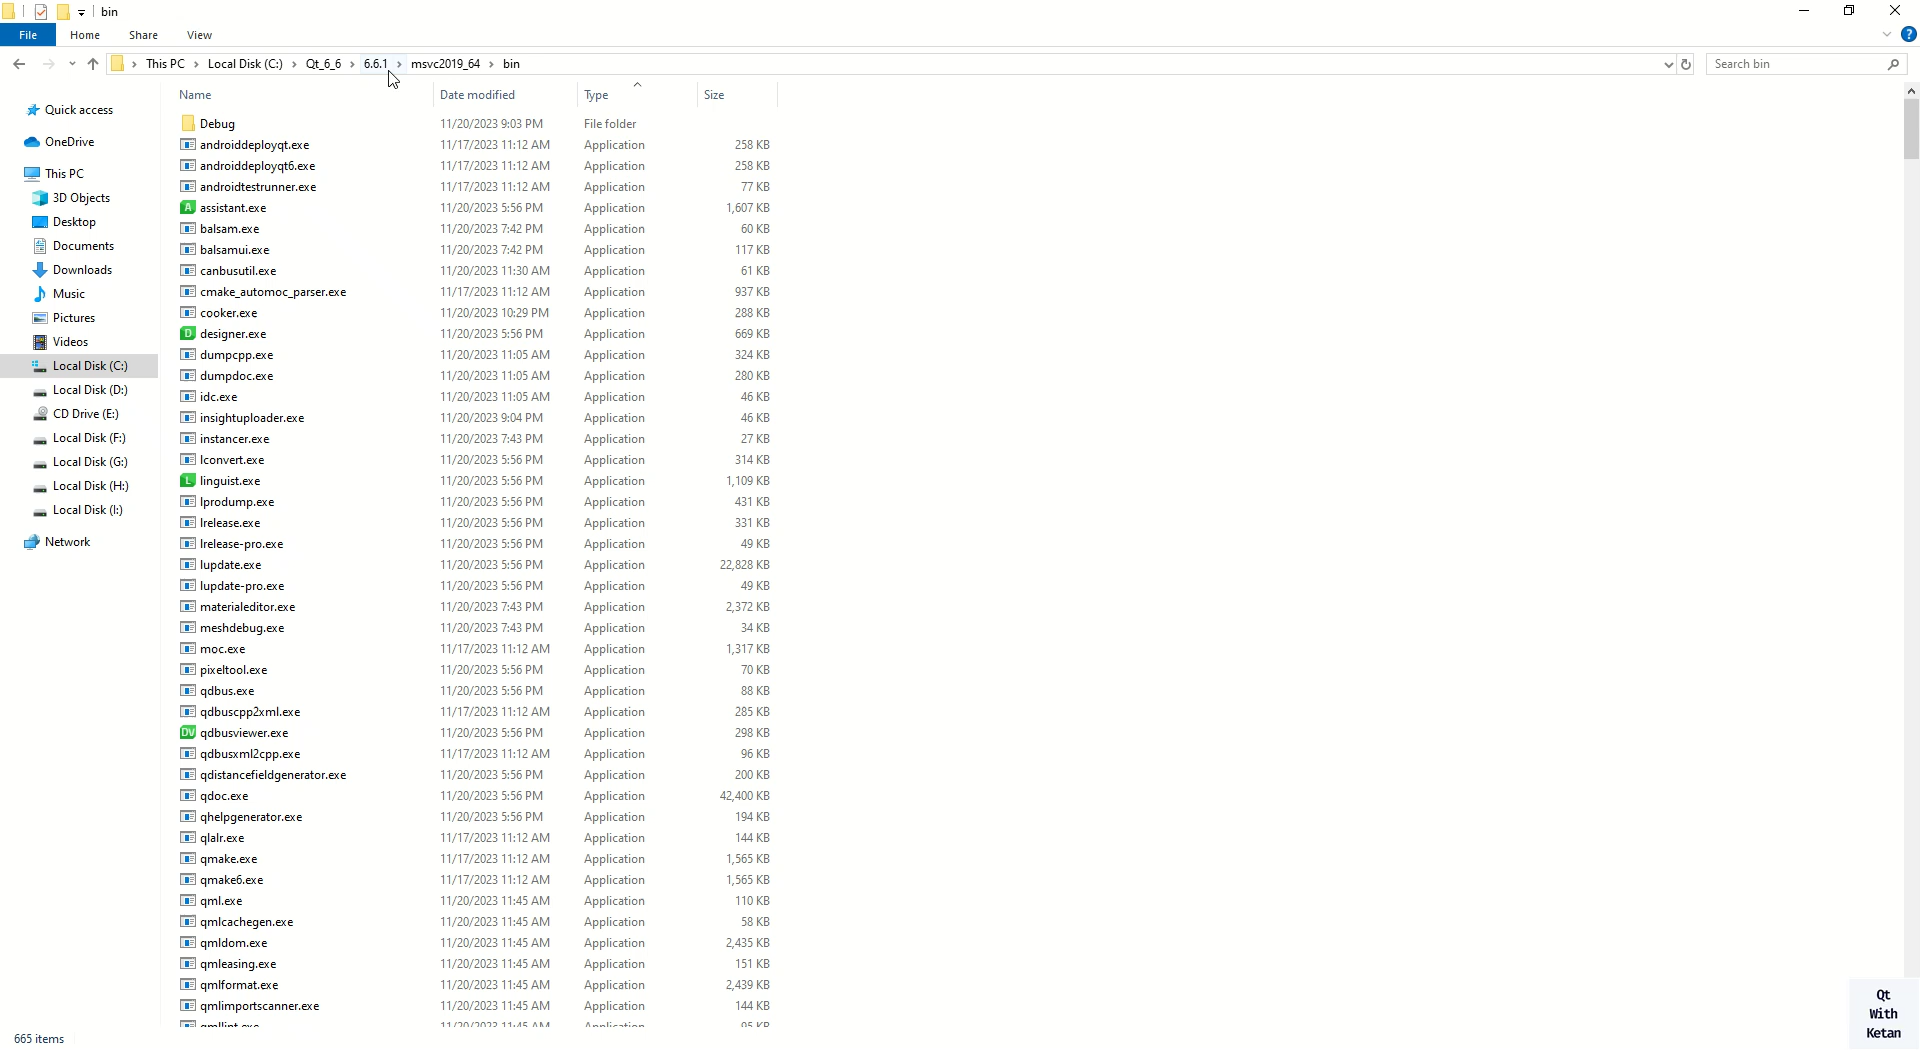 bin
File Home Share View
This PC > Local Disk (C:) > Qt_6_6 > 6.6.1 > msvc2019_64 > bin
Search bin
Name Date modified Type Size
Quick access
OneDrive
This PC
3D Objects
Desktop
Documents
Downloads
Music
Pictures
Videos
Local Disk (C:)
Local Disk (D:)
CD Drive (E:)
Local Disk (F:)
Local Disk (G:)
Local Disk (H:)
Local Disk (I:)
Network
Debug 11/20/2023 9:03 PM File folder
androiddeployqt.exe 11/17/2023 11:12 AM Application 258 KB
androiddeployqt6.exe 11/17/2023 11:12 AM Application 258 KB
androidtestrunner.exe 11/17/2023 11:12 AM Application 77 KB
assistant.exe 11/20/2023 5:56 PM Application 1,607 KB
balsam.exe 11/20/2023 7:42 PM Application 60 KB
balsamui.exe 11/20/2023 7:42 PM Application 117 KB
canbusutil.exe 11/20/2023 11:30 AM Application 61 KB
cmake_automoc_parser.exe 11/17/2023 11:12 AM Application 937 KB
cooker.exe 11/20/2023 10:29 PM Application 288 KB
designer.exe 11/20/2023 5:56 PM Application 669 KB
dumpcpp.exe 11/20/2023 11:05 AM Application 324 KB
dumpdoc.exe 11/20/2023 11:05 AM Application 280 KB
idc.exe 11/20/2023 11:05 AM Application 46 KB
insightuploader.exe 11/20/2023 9:04 PM Application 46 KB
instancer.exe 11/20/2023 7:43 PM Application 27 KB
lconvert.exe 11/20/2023 5:56 PM Application 314 KB
linguist.exe 11/20/2023 5:56 PM Application 1,109 KB
lprodump.exe 11/20/2023 5:56 PM Application 431 KB
lrelease.exe 11/20/2023 5:56 PM Application 331 KB
lrelease-pro.exe 11/20/2023 5:56 PM Application 49 KB
lupdate.exe 11/20/2023 5:56 PM Application 22,828 KB
lupdate-pro.exe 11/20/2023 5:56 PM Application 49 KB
materialeditor.exe 11/20/2023 7:43 PM Application 2,372 KB
meshdebug.exe 11/20/2023 7:43 PM Application 34 KB
moc.exe 11/17/2023 11:12 AM Application 1,317 KB
pixeltool.exe 11/20/2023 5:56 PM Application 70 KB
qdbus.exe 11/20/2023 5:56 PM Application 88 KB
qdbuscpp2xml.exe 11/17/2023 11:12 AM Application 285 KB
qdbusviewer.exe 11/20/2023 5:56 PM Application 298 KB
qdbusxml2cpp.exe 11/17/2023 11:12 AM Application 96 KB
qdistancefieldgenerator.exe 11/20/2023 5:56 PM Application 200 KB
qdoc.exe 11/20/2023 5:56 PM Application 42,400 KB
qhelpgenerator.exe 11/20/2023 5:56 PM Application 194 KB
qlalr.exe 11/17/2023 11:12 AM Application 144 KB
qmake.exe 11/17/2023 11:12 AM Application 1,565 KB
qmake6.exe 11/17/2023 11:12 AM Application 1,565 KB
qml.exe 11/20/2023 11:45 AM Application 110 KB
qmlcachegen.exe 11/20/2023 11:45 AM Application 58 KB
qmldom.exe 11/20/2023 11:45 AM Application 2,435 KB
qmleasing.exe 11/20/2023 11:45 AM Application 151 KB
qmlformat.exe 11/20/2023 11:45 AM Application 2,439 KB
qmlimportscanner.exe 11/20/2023 11:45 AM Application 144 KB
qmllint.exe 11/20/2023 11:45 AM Application 95 KB
665 items
Qt
With
Ketan